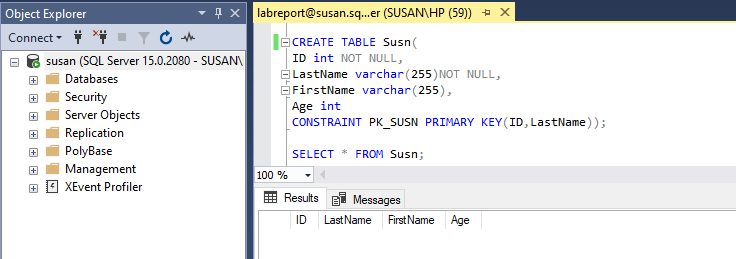 Object Explorer
Connect
susan (SQL Server 15.0.2080 - SUSAN\
Databases
Security
Server Objects
Replication
PolyBase
Management
XEvent Profiler
labreport@susan.sq...er (SUSAN\HP (59))
CREATE TABLE Susn(
ID int NOT NULL,
LastName varchar(255)NOT NULL,
FirstName varchar(255),
Age int
CONSTRAINT PK_SUSN PRIMARY KEY(ID,LastName));
SELECT * FROM Susn;
100 %
Results Messages
ID LastName FirstName Age